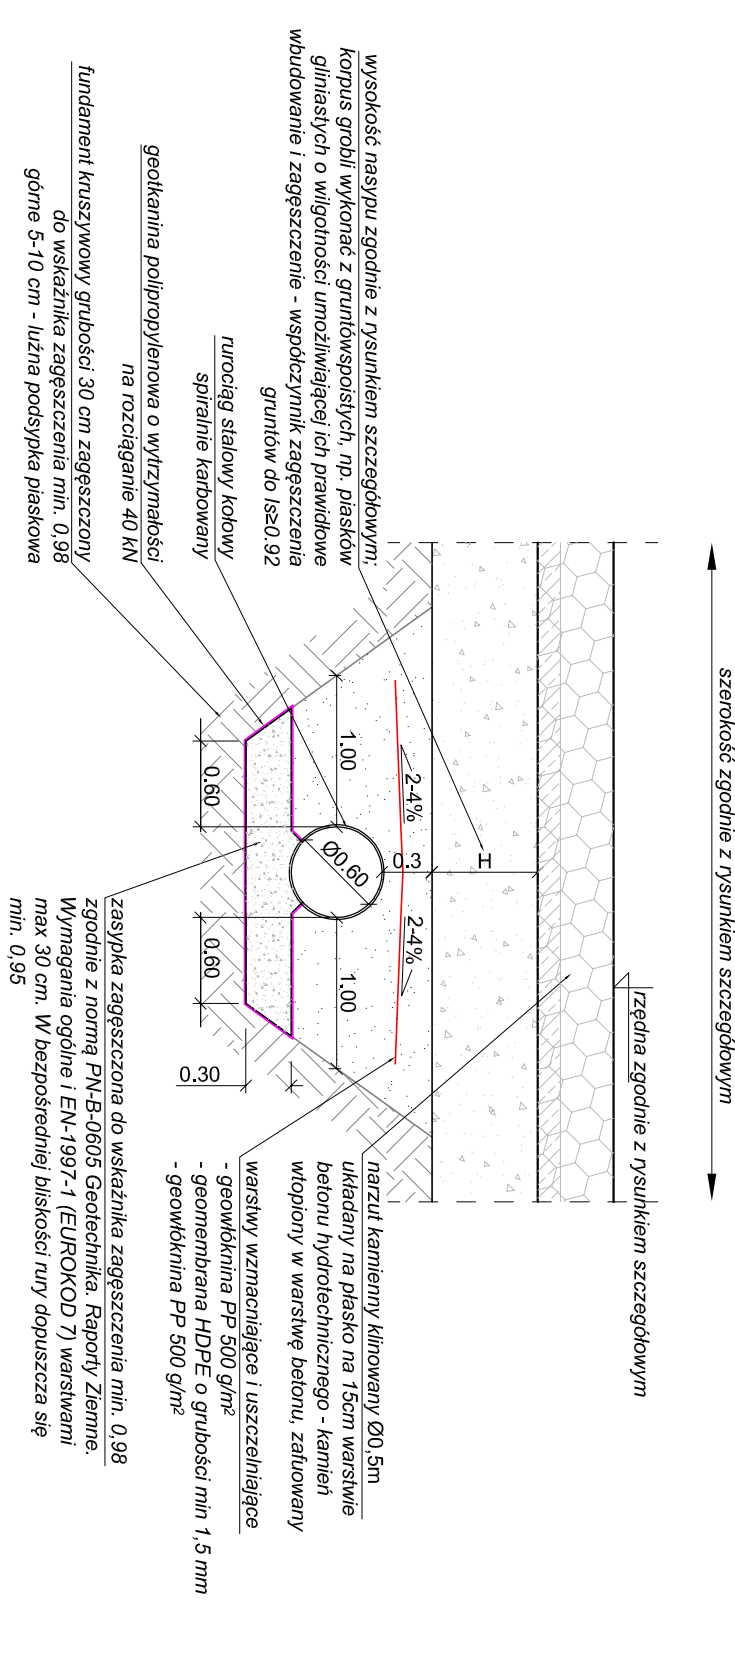 szerokość zgodnie z rysunkiem szczegółowym
rzędna zgodnie z rysunkiem szczegółowym
wysokość nasypu zgodnie z rysunkiem szczegółowym;
korpus grobli wykonać z gruntówspoistych, np. piasków
gliniastych o wilgotności umożliwiającej ich prawidłowe
wbudowanie i zagęszczenie - współczynnik zagęszczenia
gruntów do Is≥0.92
rurociąg stalowy kołowy
spiralnie karbowany
geotkanina polipropylenowa o wytrzymałości
na rozciąganie 40 kN
fundament kruszywowy grubości 30 cm zagęszczony
do wskaźnika zagęszczenia min. 0,98
górne 5-10 cm - luźna podsypka piaskowa
H
0.3
2-4%
2-4%
1.00
Ø0.60
1.00
0.60
0.60
0.30
narzut kamienny klinowany Ø0,5m
układany na płasko na 15cm warstwie
betonu hydrotechnicznego - kamień
wtopiony w warstwę betonu, zafuowany
warstwy wzmacniające i uszczelniające
- geowłóknina PP 500 g/m²
- geomembrana HDPE o grubości min 1,5 mm
- geowłóknina PP 500 g/m²
zasypka zagęszczona do wskaźnika zagęszczenia min. 0,98
zgodnie z normą PN-B-0605 Geotechnika. Raporty Ziemne.
Wymagania ogólne i EN-1997-1 (EUROKOD 7) warstwami
max 30 cm. W bezpośredniej bliskości rury dopuszcza się
min. 0,95